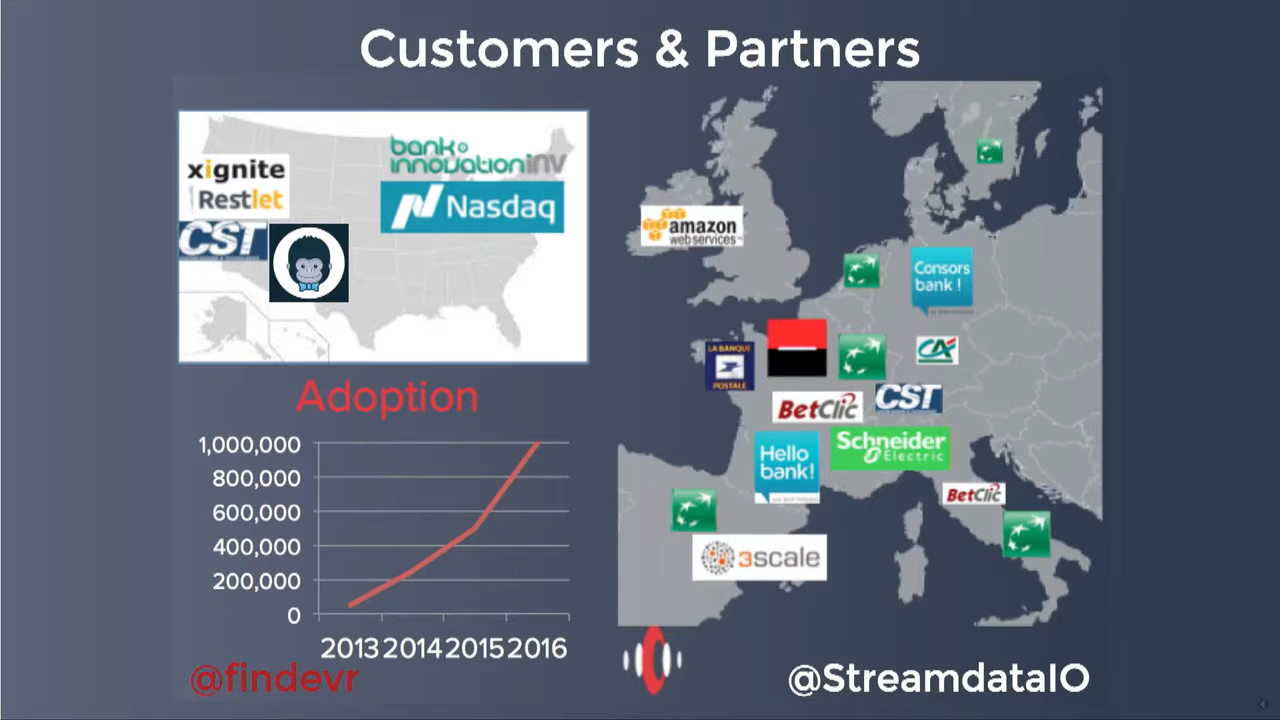 Customers & Partners
xignite
Restlet
CST
bank
innovation inv
Nasdaq
Adoption
1,000,000
800,000
600,000
400,000
200,000
0
2013 2014 2015 2016
@findevr
amazon
webservices
Consors
bank !
LA BANQUE
POSTALE
CA
BetClic
CST
Schneider
Electric
Hello
bank!
BetClic
3scale
@StreamdataIO